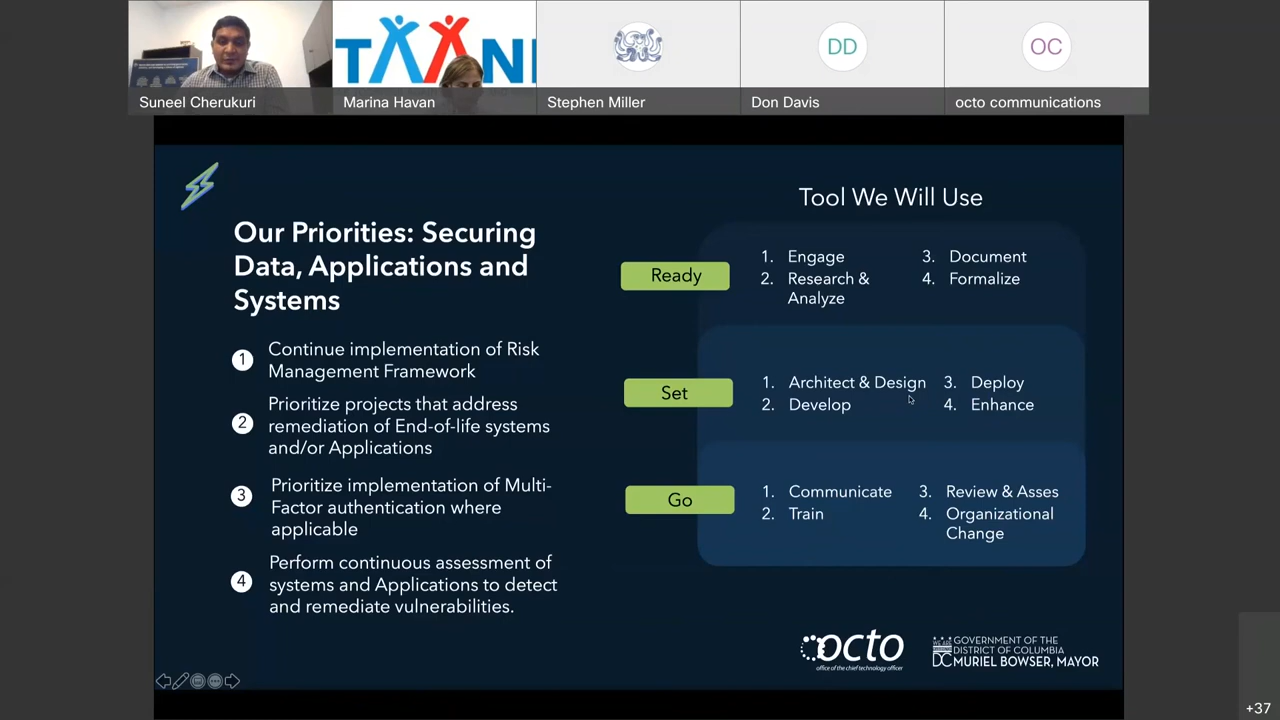 TAAN
Suneel Cherukuri
Marina Havan
Stephen Miller
DD
Don Davis
OC
octo communications
Our Priorities: Securing
Data, Applications and
Systems
1 Continue implementation of Risk
Management Framework
2 Prioritize projects that address
remediation of End-of-life systems
and/or Applications
3 Prioritize implementation of Multi-
Factor authentication where
applicable
4 Perform continuous assessment of
systems and Applications to detect
and remediate vulnerabilities.
Tool We Will Use
Ready
1. Engage
2. Research &
Analyze
3. Document
4. Formalize
Set
1. Architect & Design
2. Develop
3. Deploy
4. Enhance
Go
1. Communicate
2. Train
3. Review & Asses
4. Organizational
Change
octo
office of the chief technology officer
WE ARE
DC
GOVERNMENT OF THE
DISTRICT OF COLUMBIA
MURIEL BOWSER, MAYOR
+37